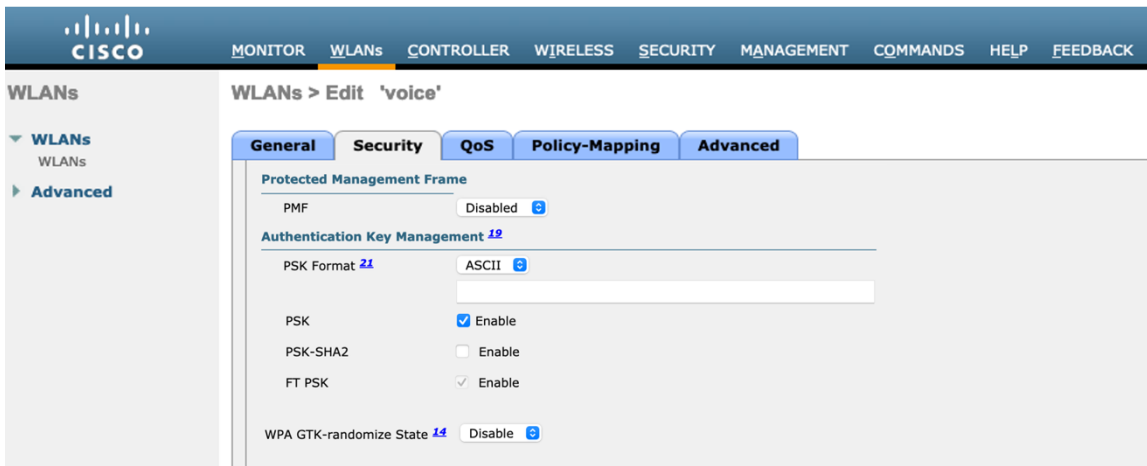 CISCO
MONITOR WLANs CONTROLLER WIRELESS SECURITY MANAGEMENT COMMANDS HELP FEEDBACK
WLANs
WLANs > Edit 'voice'
WLANs
WLANs
Advanced
General Security QoS Policy-Mapping Advanced
Protected Management Frame
PMF Disabled
Authentication Key Management 19
PSK Format 21 ASCII
PSK Enable
PSK-SHA2 Enable
FT PSK Enable
WPA GTK-randomize State 14 Disable